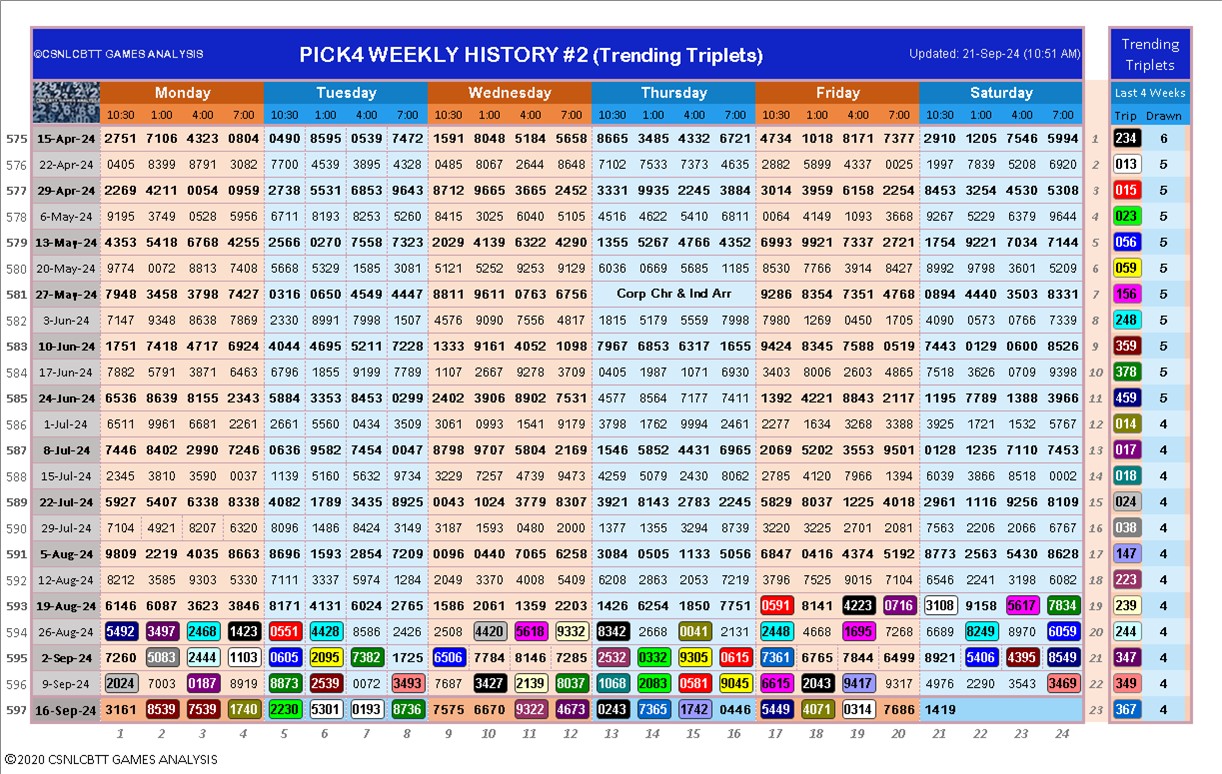 ©CSNLCBTT GAMES ANALYSIS PICK4 WEEKLY HISTORY #2 (Trending Triplets) Updated: 21-Sep-24 (10:51 AM) Trending
Triplets
Monday Tuesday Wednesday Thursday Friday Saturday Last 4 Weeks
10:30 1:00 4:00 7:00 10:30 1:00 4:00 7:00 10:30 1:00 4:00 7:00 10:30 1:00 4:00 7:00 10:30 1:00 4:00 7:00 10:30 1:00 4:00 7:00 Trip Drawn
575 15-Apr-24 2751 7106 4323 0804 0490 8595 0539 7472 1591 8048 5184 5658 8665 3485 4332 6721 4734 1018 8171 7377 2910 1205 7546 5994 1 234 6
576 22-Apr-24 0405 8399 8791 3082 7700 4539 3895 4328 0485 8067 2644 8648 7102 7533 7373 4635 2882 5899 4337 0025 1997 7839 5208 6920 2 013 5
577 29-Apr-24 2269 4211 0054 0959 2738 5531 6853 9643 8712 9665 3665 2452 3331 9935 2245 3884 3014 3959 6158 2254 8453 3254 4530 5308 3 015 5
578 6-May-24 9195 3749 0528 5956 6711 8193 8253 5260 8415 3025 6040 5105 4516 4622 5410 6811 0064 4149 1093 3668 9267 5229 6379 9644 4 023 5
579 13-May-24 4353 5418 6768 4255 2566 0270 7558 7323 2029 4139 6322 4290 1355 5267 4766 4352 6993 9921 7337 2721 1754 9221 7034 7144 5 056 5
580 20-May-24 9774 0072 8813 7408 5668 5329 1585 3081 5121 5252 9253 9129 6036 0669 5685 1185 8530 7766 3914 8427 8992 9798 3601 5209 6 059 5
581 27-May-24 7948 3458 3798 7427 0316 0650 4549 4447 8811 9611 0763 6756 Corp Chr & Ind Arr 9286 8354 7351 4768 0894 4440 3503 8331 7 156 5
582 3-Jun-24 7147 9348 8638 7869 2330 8991 7998 1507 4576 9090 7556 4817 1815 5179 5559 7998 7980 1269 0450 1705 4090 0573 0766 7339 8 248 5
583 10-Jun-24 1751 7418 4717 6924 4044 4695 5211 7228 1333 9161 4052 1098 7967 6853 6317 1655 9424 8345 7588 0519 7443 0129 0600 8526 9 359 5
584 17-Jun-24 7882 5791 3871 6463 6796 1855 9199 7789 1107 2667 9278 3709 0405 1987 1071 6930 3403 8006 2603 4865 7518 3626 0709 9398 10 378 5
585 24-Jun-24 6536 8639 8155 2343 5884 3353 8453 0299 2402 3906 8902 7531 4577 8564 7177 7411 1392 4221 8843 2117 1195 7789 1388 3966 11 459 5
586 1-Jul-24 6511 9961 6681 2261 2661 5560 0434 3509 3061 0993 1541 9179 3798 1762 9994 2461 2277 1634 3268 3388 3925 1721 1532 5767 12 014 4
587 8-Jul-24 7446 8402 2990 7246 0636 9582 7454 0047 8798 9707 5804 2169 1546 5852 4431 6965 2069 5202 3553 9501 0128 1235 7110 7453 13 017 4
588 15-Jul-24 2345 3810 3590 0037 1139 5160 5632 9734 3229 7257 4739 9473 4259 5079 2430 8062 2785 4120 7966 1394 6039 3866 8518 0002 14 018 4
589 22-Jul-24 5927 5407 6338 8338 4082 1789 3435 8925 0043 1024 3779 8307 3921 8143 2783 2245 5829 8037 1225 4018 2961 1116 9256 8109 15 024 4
590 29-Jul-24 7104 4921 8207 6320 8096 1486 8424 3149 3187 1593 0480 2000 1377 1355 3294 8739 3220 3225 2701 2081 7563 2206 2066 6767 16 038 4
591 5-Aug-24 9809 2219 4035 8663 8696 1593 2854 7209 0096 0440 7065 6258 3084 0505 1133 5056 6847 0416 4374 5192 8773 2563 5430 8628 17 147 4
592 12-Aug-24 8212 3585 9303 5330 7111 3337 5974 1284 2049 3370 4008 5409 6208 2863 2053 7219 3796 7525 9015 7104 6546 2241 3198 6082 18 223 4
593 19-Aug-24 6146 6087 3623 3846 8171 4131 6024 2765 1586 2061 1359 2203 1426 6254 1850 7751 0591 8141 4223 0716 3108 9158 5617 7834 19 239 4
594 26-Aug-24 5492 3497 2468 1423 0551 4428 8586 2426 2508 4420 5618 9332 8342 2668 0041 2131 2448 4668 1695 7268 6689 8249 8970 6059 20 244 4
595 2-Sep-24 7260 5083 2444 1103 0605 2095 7382 1725 6506 7784 8146 7285 2532 0332 9305 0615 7361 6765 7844 6499 8921 5406 4395 8549 21 347 4
596 9-Sep-24 2024 7003 0187 8919 8873 2539 0072 3493 7687 3427 2139 8037 1068 2083 0581 9045 6615 2043 9417 9317 4976 2290 3543 3469 22 349 4
597 16-Sep-24 3161 8539 7539 1740 2230 5301 0193 8736 7575 6670 9322 4673 0243 7365 1742 0446 5449 4071 0314 7686 1419 23 367 4
1 2 3 4 5 6 7 8 9 10 11 12 13 14 15 16 17 18 19 20 21 22 23 24
©2020 CSNLCBTT GAMES ANALYSIS